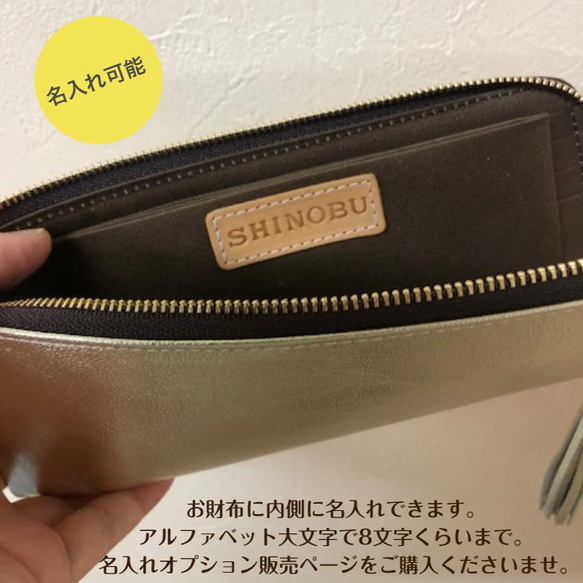 名入れ可能
SHINOBU
お財布に内側に名入れできます。
アルファベット大文字で8文字くらいまで。
名入れオプション販売ページをご購入くださいませ。